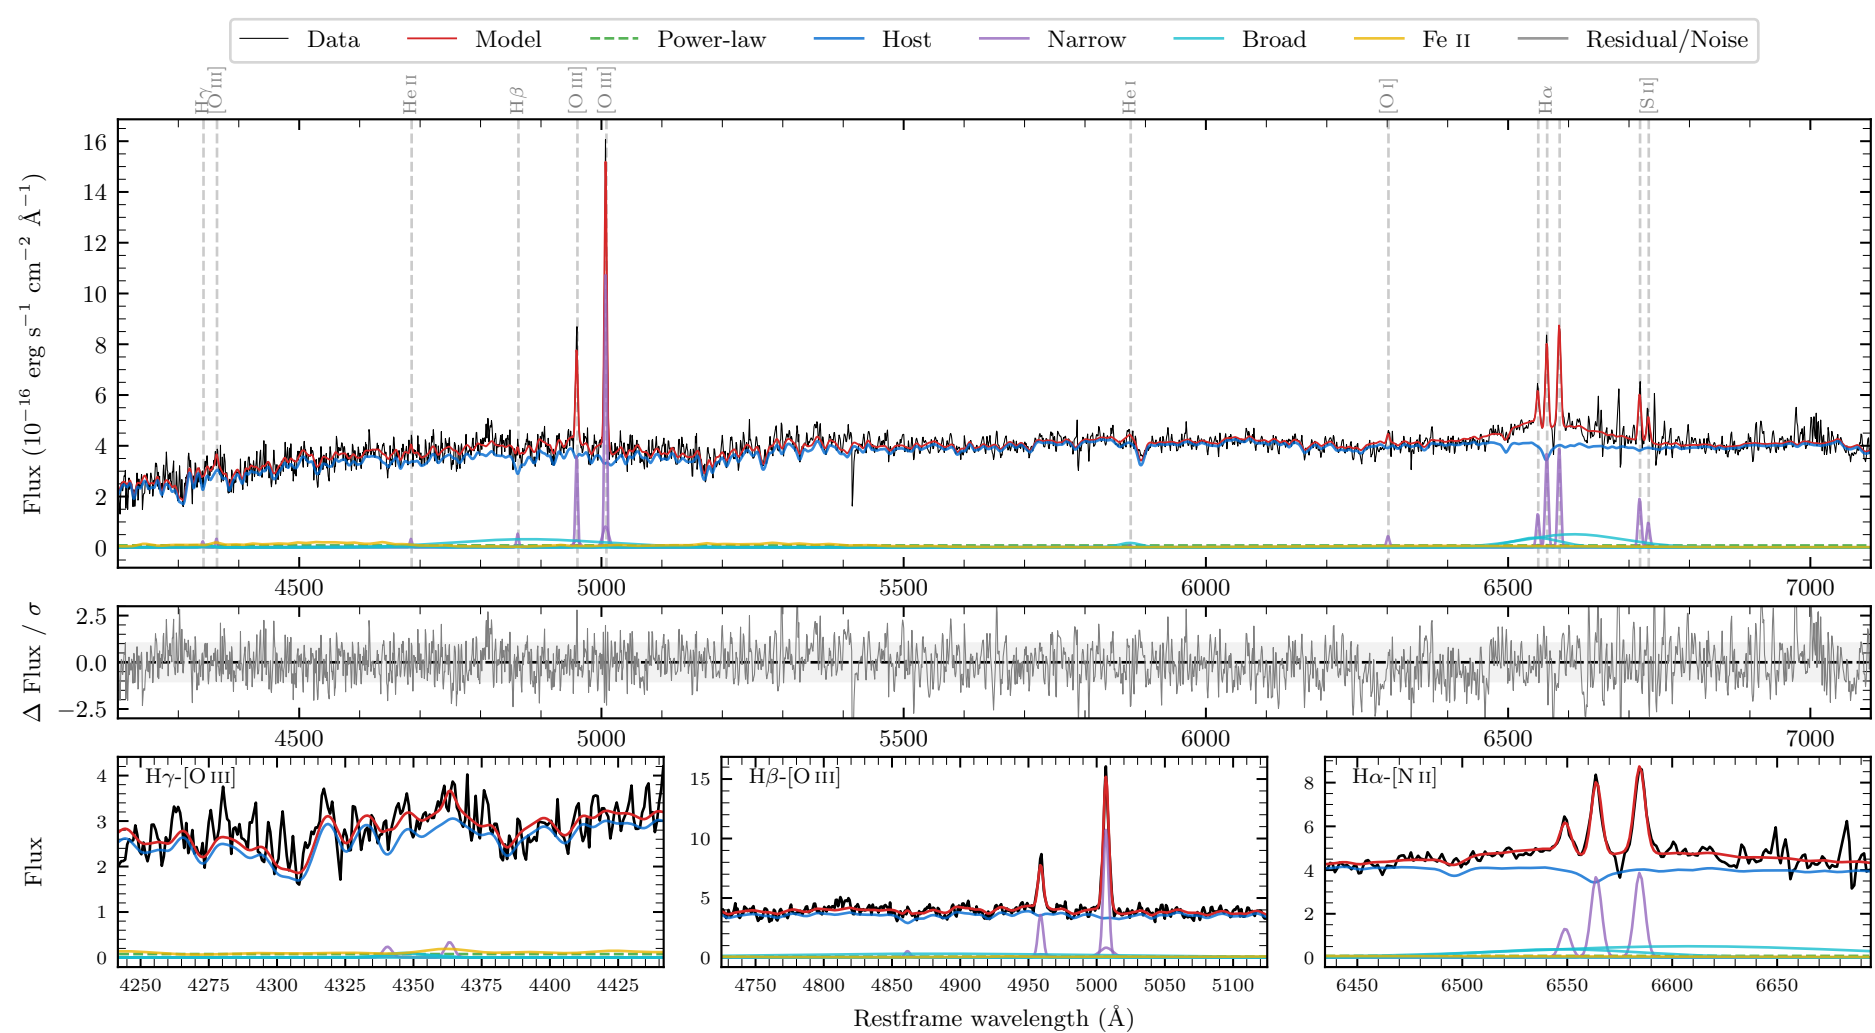 Data Model Power-law Host Narrow Broad Fe II Residual/Noise
Hγ [O III] He II Hβ [O III] [O III] He I [O I] Hα [S II]
Flux (10⁻¹⁶ erg s⁻¹ cm⁻² Å⁻¹)
16
14
12
10
8
6
4
2
0
4500 5000 5500 6000 6500 7000
Δ Flux / σ
2.5
0.0
−2.5
4500 5000 5500 6000 6500 7000
Flux
Hγ-[O III]
4
3
2
1
0
4250 4275 4300 4325 4350 4375 4400 4425
Hβ-[O III]
15
10
5
0
4750 4800 4850 4900 4950 5000 5050 5100
Hα-[N II]
8
6
4
2
0
6450 6500 6550 6600 6650
Restframe wavelength (Å)